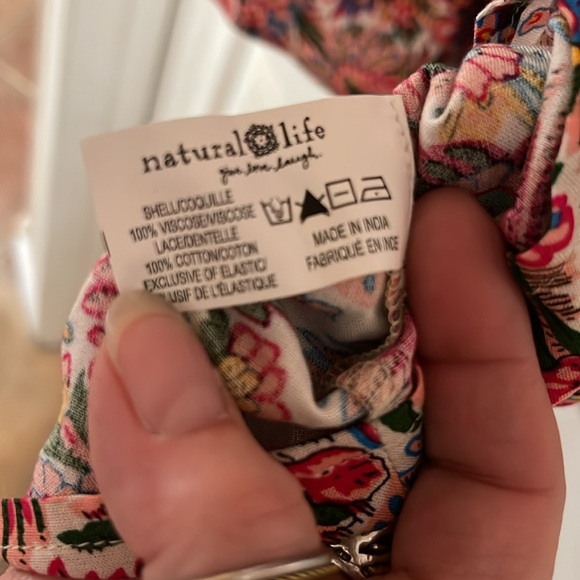 natural life
give. love. laugh.
SHELL/COQUILLE
100% VISCOSE/VISCOSE
LACE/DENTELLE
100% COTTON/COTON
EXCLUSIVE OF ELASTIC/
LUSIF DE L'ÉLASTIQUE
MADE IN INDIA
FABRIQUÉ EN INDE